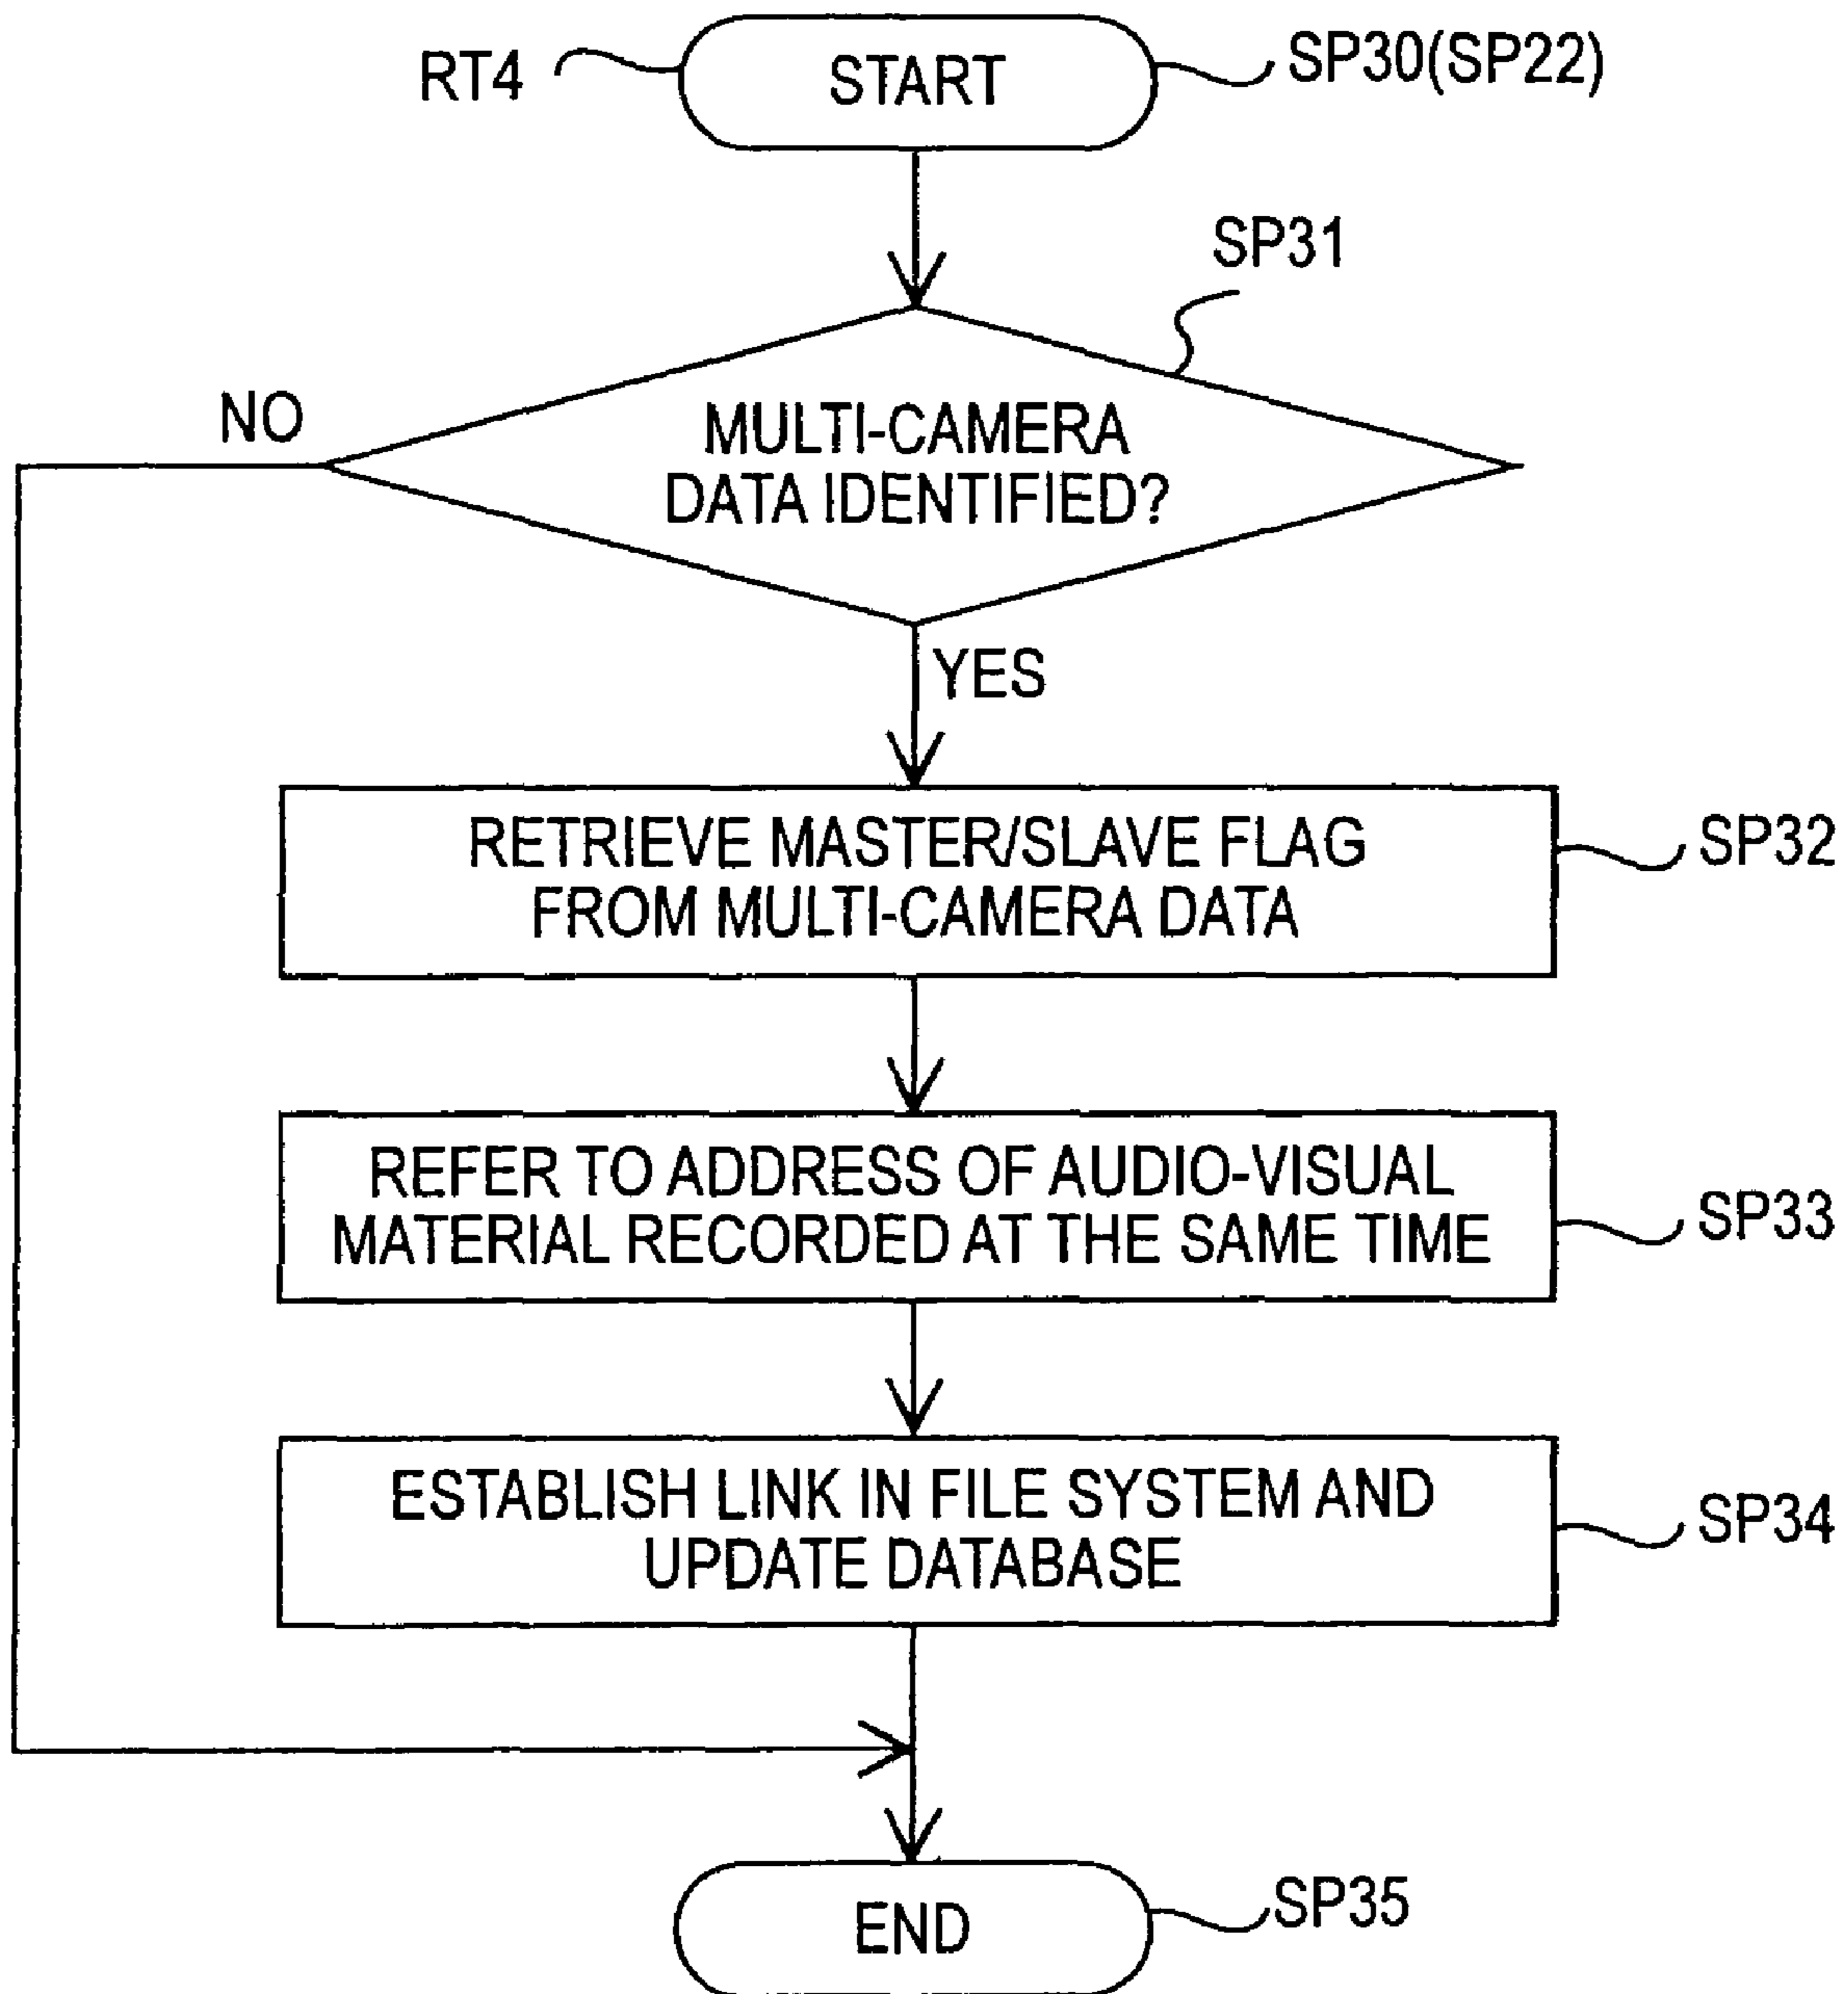 RT4
START
SP30(SP22)
SP31
NO
MULTI-CAMERA
DATA IDENTIFIED?
YES
RETRIEVE MASTER/SLAVE FLAG
FROM MULTI-CAMERA DATA
SP32
REFER TO ADDRESS OF AUDIO-VISUAL
MATERIAL RECORDED AT THE SAME TIME
SP33
ESTABLISH LINK IN FILE SYSTEM AND
UPDATE DATABASE
SP34
END
SP35